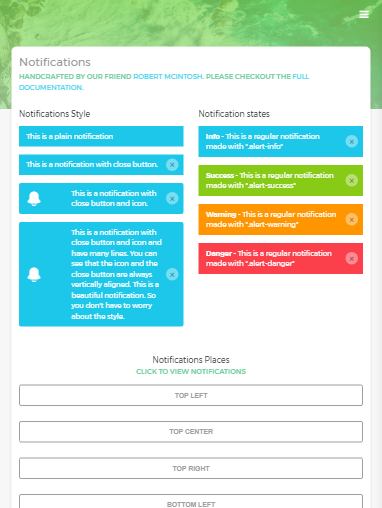 Notifications
HANDCRAFTED BY OUR FRIEND ROBERT MCINTOSH. PLEASE CHECKOUT THE FULL
DOCUMENTATION.
Notifications Style
This is a plain notification
This is a notification with close button.
This is a notification with
close button and icon.
This is a notification with
close button and icon and
have many lines. You can
see that the icon and the
close button are always
vertically aligned. This is a
beautiful notification. So
you don't have to worry
about the style.
Notification states
Info - This is a regular notification
made with ".alert-info"
Success - This is a regular notification
made with ".alert-success"
Warning - This is a regular notification
made with ".alert-warning"
Danger - This is a regular notification
made with ".alert-danger"
Notifications Places
CLICK TO VIEW NOTIFICATIONS
TOP LEFT
TOP CENTER
TOP RIGHT
BOTTOM LEFT